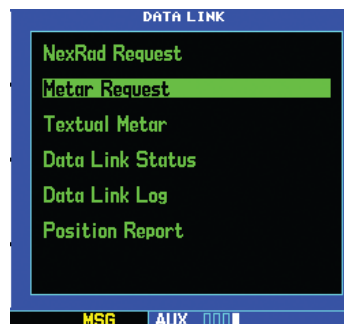 DATA LINK
NexRad Request
Metar Request
Textual Metar
Data Link Status
Data Link Log
Position Report
MSG AUX